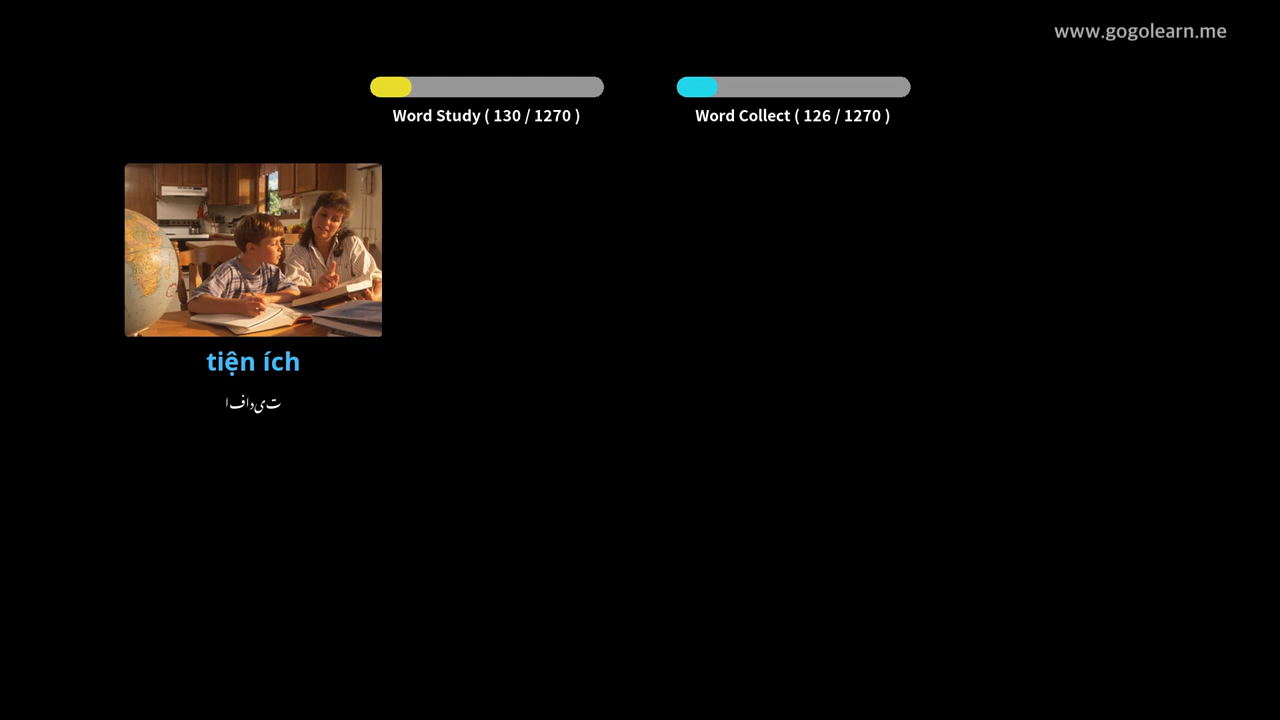 www.gogolearn.me
Word Study ( 130 / 1270 )
Word Collect ( 126 / 1270 )
tiện ích
افادیت